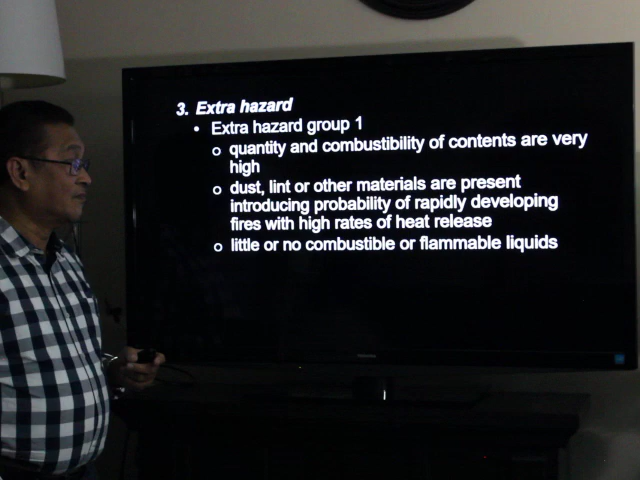 3. Extra hazard
• Extra hazard group 1
o quantity and combustibility of contents are very
high
o dust, lint or other materials are present
introducing probability of rapidly developing
fires with high rates of heat release
o little or no combustible or flammable liquids